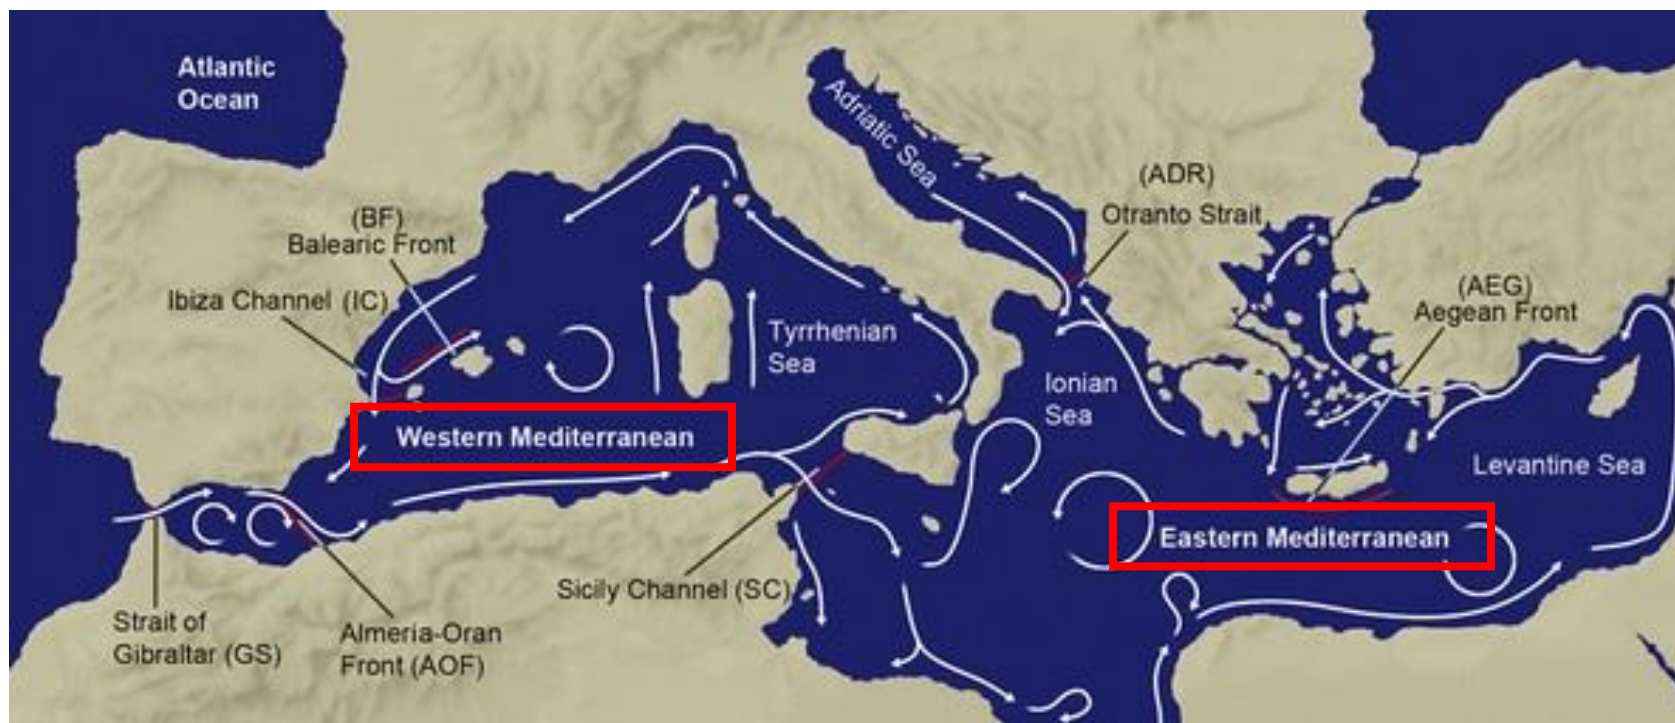 Atlantic
Ocean
Adriatic Sea
(ADR)
Otranto Strait
(BF)
Balearic Front
Ibiza Channel (IC)
(AEG)
Aegean Front
Tyrrhenian
Sea
Ionian
Sea
Western Mediterranean
Levantine Sea
Eastern Mediterranean
Sicily Channel (SC)
Strait of
Gibraltar (GS)
Almeria-Oran
Front (AOF)